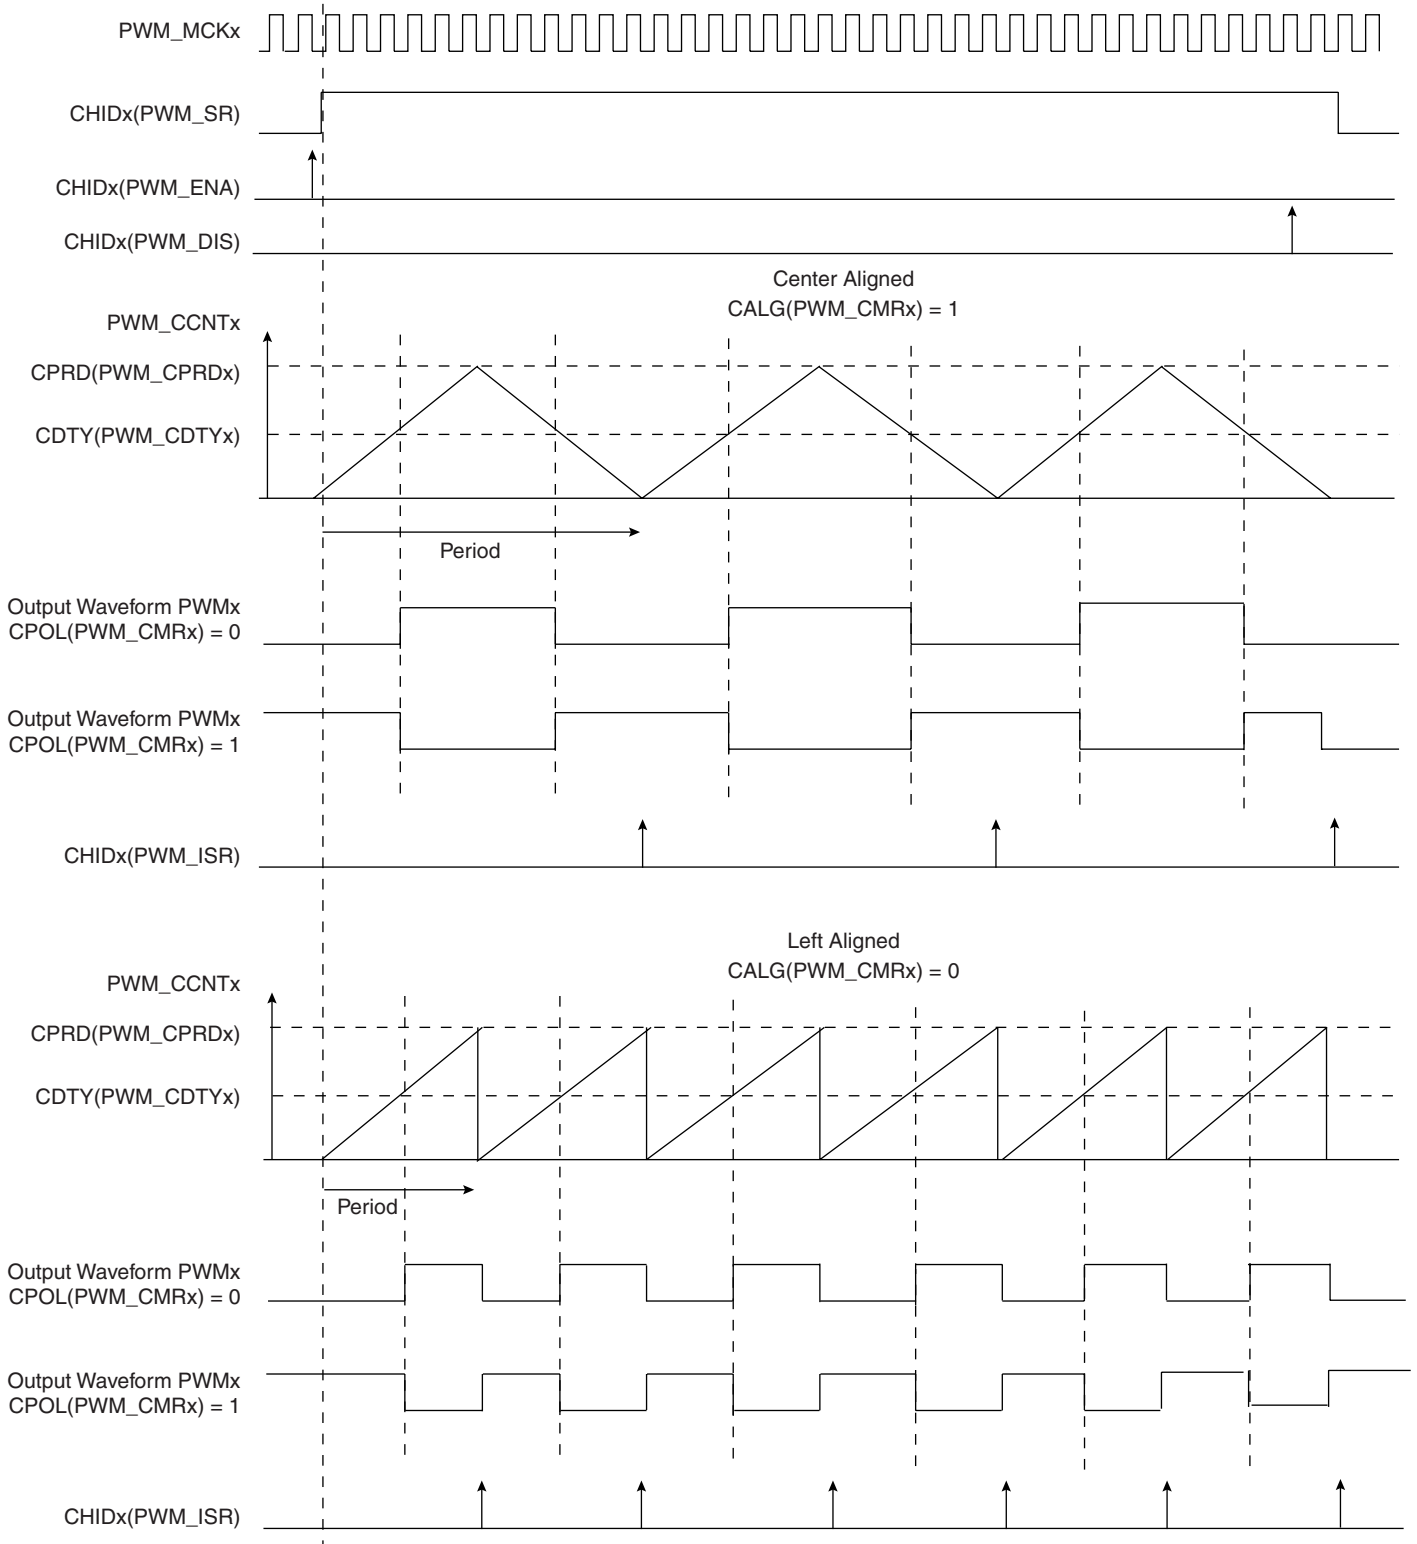 PWM_MCKx
CHIDx(PWM_SR)
CHIDx(PWM_ENA)
CHIDx(PWM_DIS)
Center Aligned
CALG(PWM_CMRx) = 1
PWM_CCNTx
CPRD(PWM_CPRDx)
CDTY(PWM_CDTYx)
Period
Output Waveform PWMx
CPOL(PWM_CMRx) = 0
Output Waveform PWMx
CPOL(PWM_CMRx) = 1
CHIDx(PWM_ISR)
Left Aligned
CALG(PWM_CMRx) = 0
PWM_CCNTx
CPRD(PWM_CPRDx)
CDTY(PWM_CDTYx)
Period
Output Waveform PWMx
CPOL(PWM_CMRx) = 0
Output Waveform PWMx
CPOL(PWM_CMRx) = 1
CHIDx(PWM_ISR)